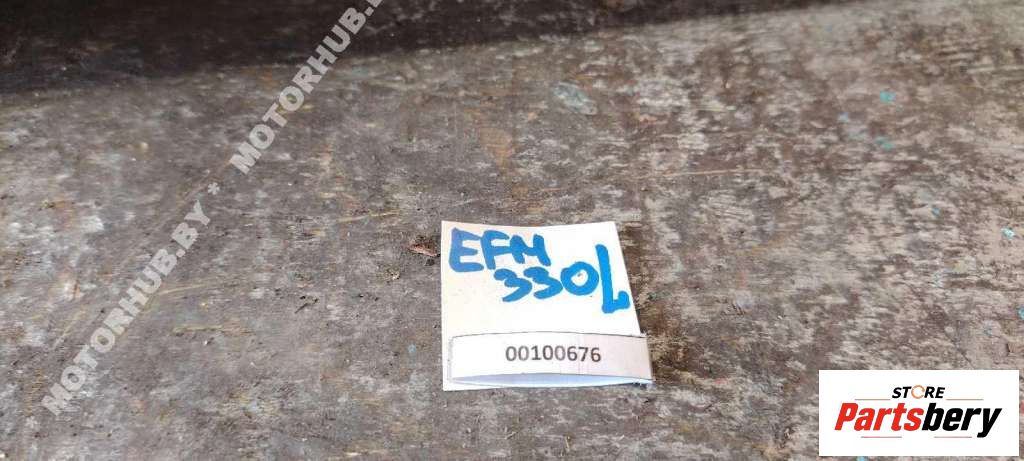 MOTORHUB.BY * MOTORHUB.BY
EFM
330L
00100676
STORE
Partsbery